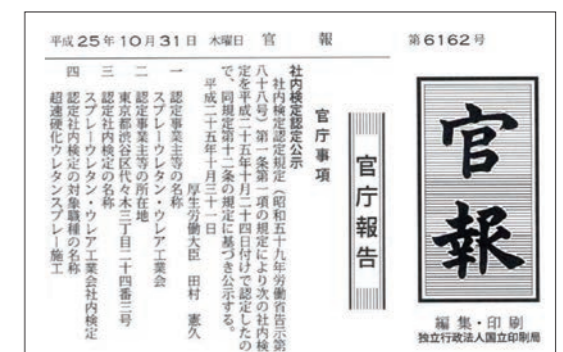 平成25年10月31日 木曜日 官報 第6162号
官報
編集・印刷
独立行政法人国立印刷局
官庁報告
官庁事項
社内検定認定公示
社内検定認定規定(昭和五十九年労働省告示第
八十八号)第一条第一項の規定により次の社内検
定を平成二十五年十月二十四日付けで認定したの
で、同規定第十二条の規定に基づき公示する。
平成二十五年十月三十一日
厚生労働大臣 田村 憲久
一 認定事業主等の名称
スプレーウレタン・ウレア工業会
二 認定事業主等の所在地
東京都渋谷区代々木三丁目二十四番三号
三 認定社内検定の名称
スプレーウレタン・ウレア工業会社内検定
四 認定社内検定の対象職種の名称
超速硬化ウレタンスプレー施工